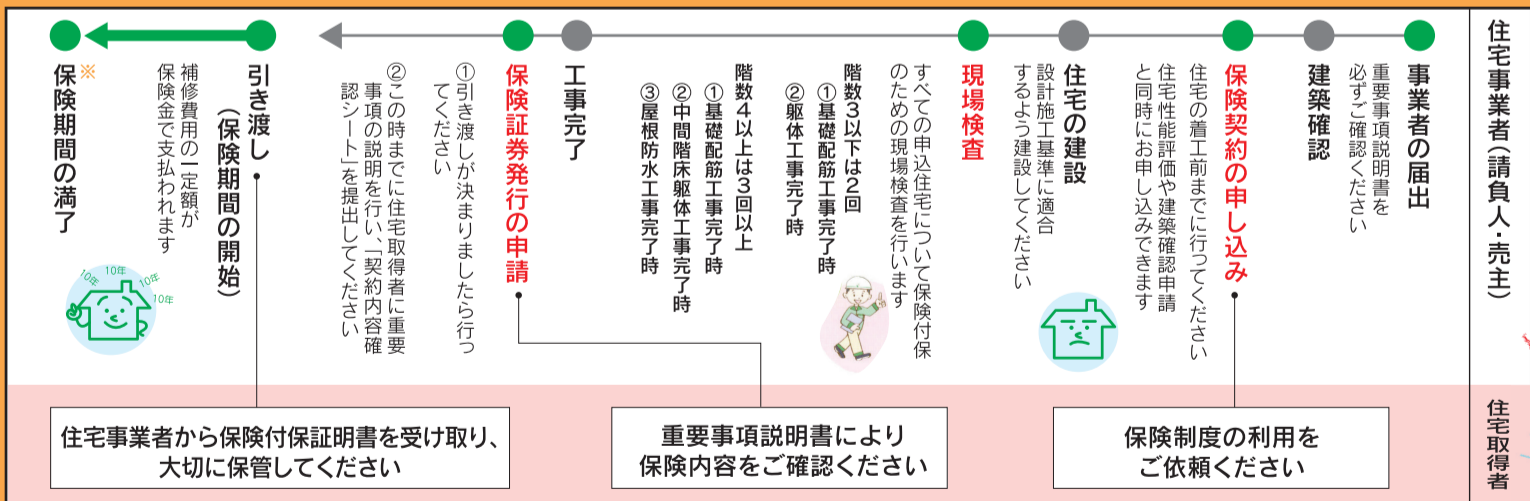 住宅事業者(請負人・売主)
事業者の届出
重要事項説明書を
必ずご確認ください
建築確認
保険契約の申し込み
住宅の着工前までに行ってください
住宅性能評価や建築確認申請
と同時にお申し込みできます
住宅の建設
設計施工基準に適合
するよう建設してください
現場検査
すべての申込住宅について保険付保
のための現場検査を行います
階数3以下は2回
①基礎配筋工事完了時
②躯体工事完了時
階数4以上は3回以上
①基礎配筋工事完了時
②中間階床躯体工事完了時
③屋根防水工事完了時
工事完了
保険証券発行の申請
①引き渡しが決まりましたら行っ
てください
②この時までに住宅取得者に重要
事項の説明を行い、「契約内容確
認シート」を提出してください
引き渡し
(保険期間の開始)
補修費用の一定額が
保険金で支払われます
※
保険期間の満了
10年
10年
10年
10年
住宅取得者
保険制度の利用を
ご依頼ください
重要事項説明書により
保険内容をご確認ください
住宅事業者から保険付保証明書を受け取り、
大切に保管してください